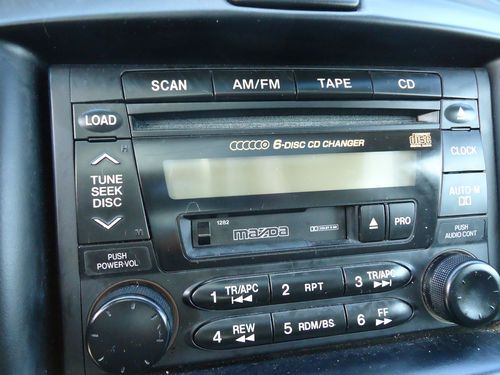 SCAN AM/FM TAPE CD
LOAD
6-DISC CD CHANGER
disc
CLOCK
TUNE
SEEK
DISC
AUTO-M
1282
mazda
PRO
PUSH
AUDIO CONT
PUSH
POWER·VOL
1 TR/APC
2 RPT
3 TR/APC
4 REW
5 RDM/BS
6 FF